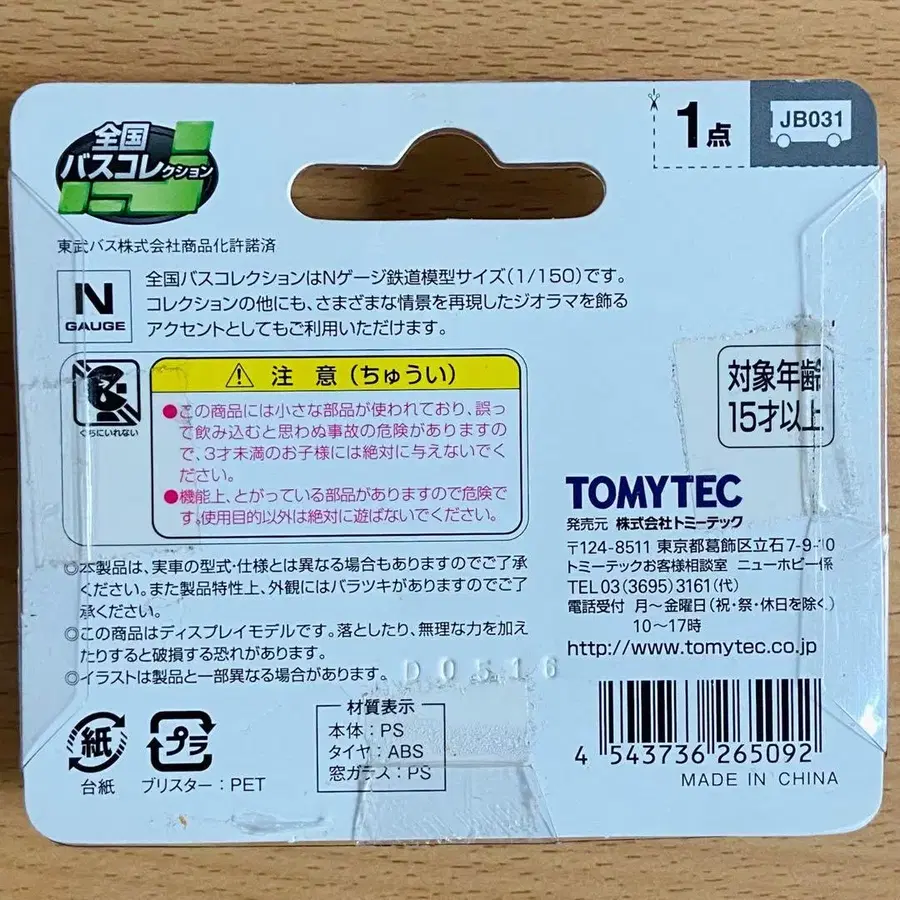 全国
バスコレクション
1点
JB031
東武バス株式会社商品化許諾済
N
GAUGE
全国バスコレクションはNゲージ鉄道模型サイズ(1/150)です。
コレクションの他にも、さまざまな情景を再現したジオラマを飾る
アクセントとしてもご利用いただけます。
くちにいれない
⚠ 注 意(ちゅうい)
●この商品には小さな部品が使われており、誤っ
て飲み込むと思わぬ事故の危険がありますの
で、3才未満のお子様には絶対に与えないでく
ださい。
●機能上、とがっている部品がありますので危険で
す。使用目的以外は絶対に遊ばないでください。
対象年齢
15才以上
TOMYTEC
発売元 株式会社トミーテック
〒124-8511 東京都葛飾区立石7-9-10
トミーテックお客様相談室 ニューホビー係
TEL03(3695)3161(代)
電話受付 月~金曜日(祝・祭・休日を除く)
10~17時
http://www.tomytec.co.jp
◎本製品は、実車の型式・仕様とは異なる場合もありますのでご了承
ください。また製品特性上、外観にはバラツキがありますのでご了
承ください。
◎この商品はディスプレイモデルです。落としたり、無理な力を加え
たりすると破損する恐れがあります。
◎イラストは製品と一部異なる場合があります。
D0516
紙
台紙
プラ
ブリスター:PET
材質表示
本体:PS
タイヤ:ABS
窓ガラス:PS
4 543736 265092
MADE IN CHINA